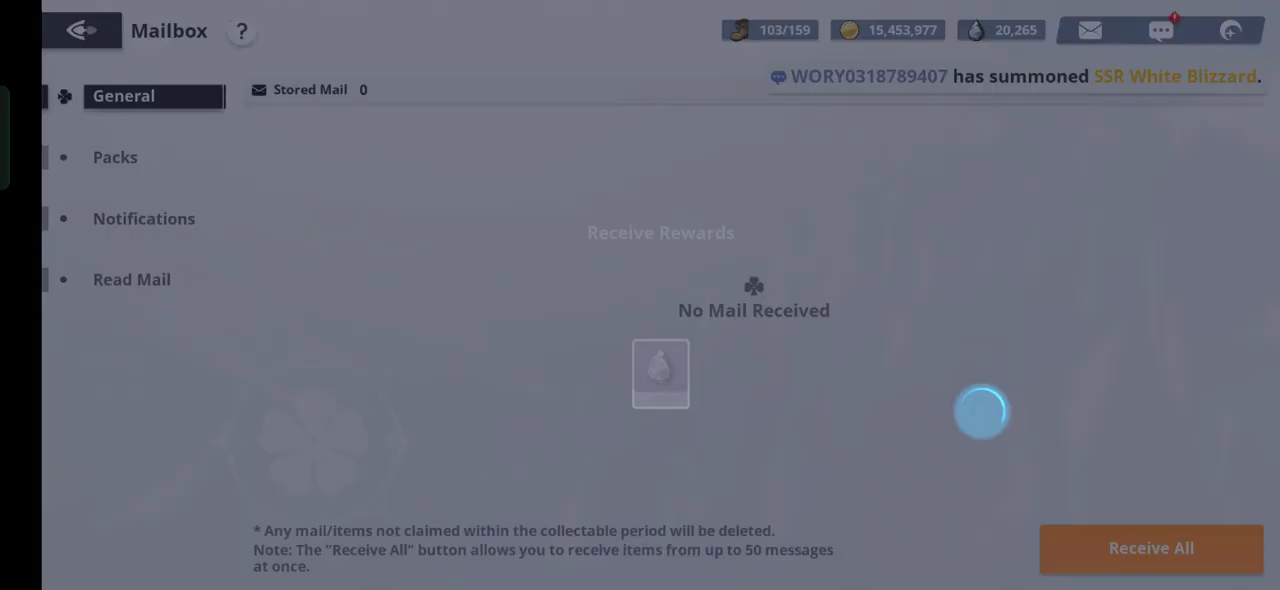 Mailbox ?
103/159 15,453,977 20,265
WORY0318789407 has summoned SSR White Blizzard.
General
Stored Mail 0
Packs
Notifications
Read Mail
Receive Rewards
No Mail Received
* Any mail/items not claimed within the collectable period will be deleted.
Note: The "Receive All" button allows you to receive items from up to 50 messages
at once.
Receive All